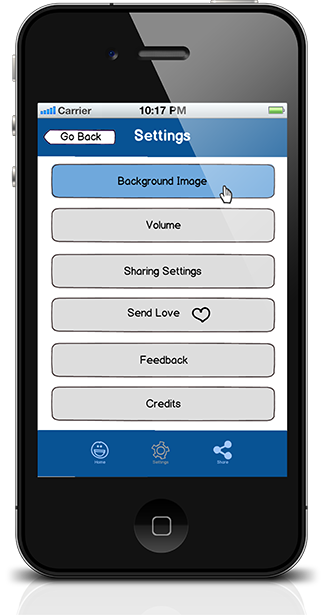 Carrier
10:17 PM
Go Back
Settings
Background Image
Volume
Sharing Settings
Send Love
Feedback
Credits
Home
Settings
Share